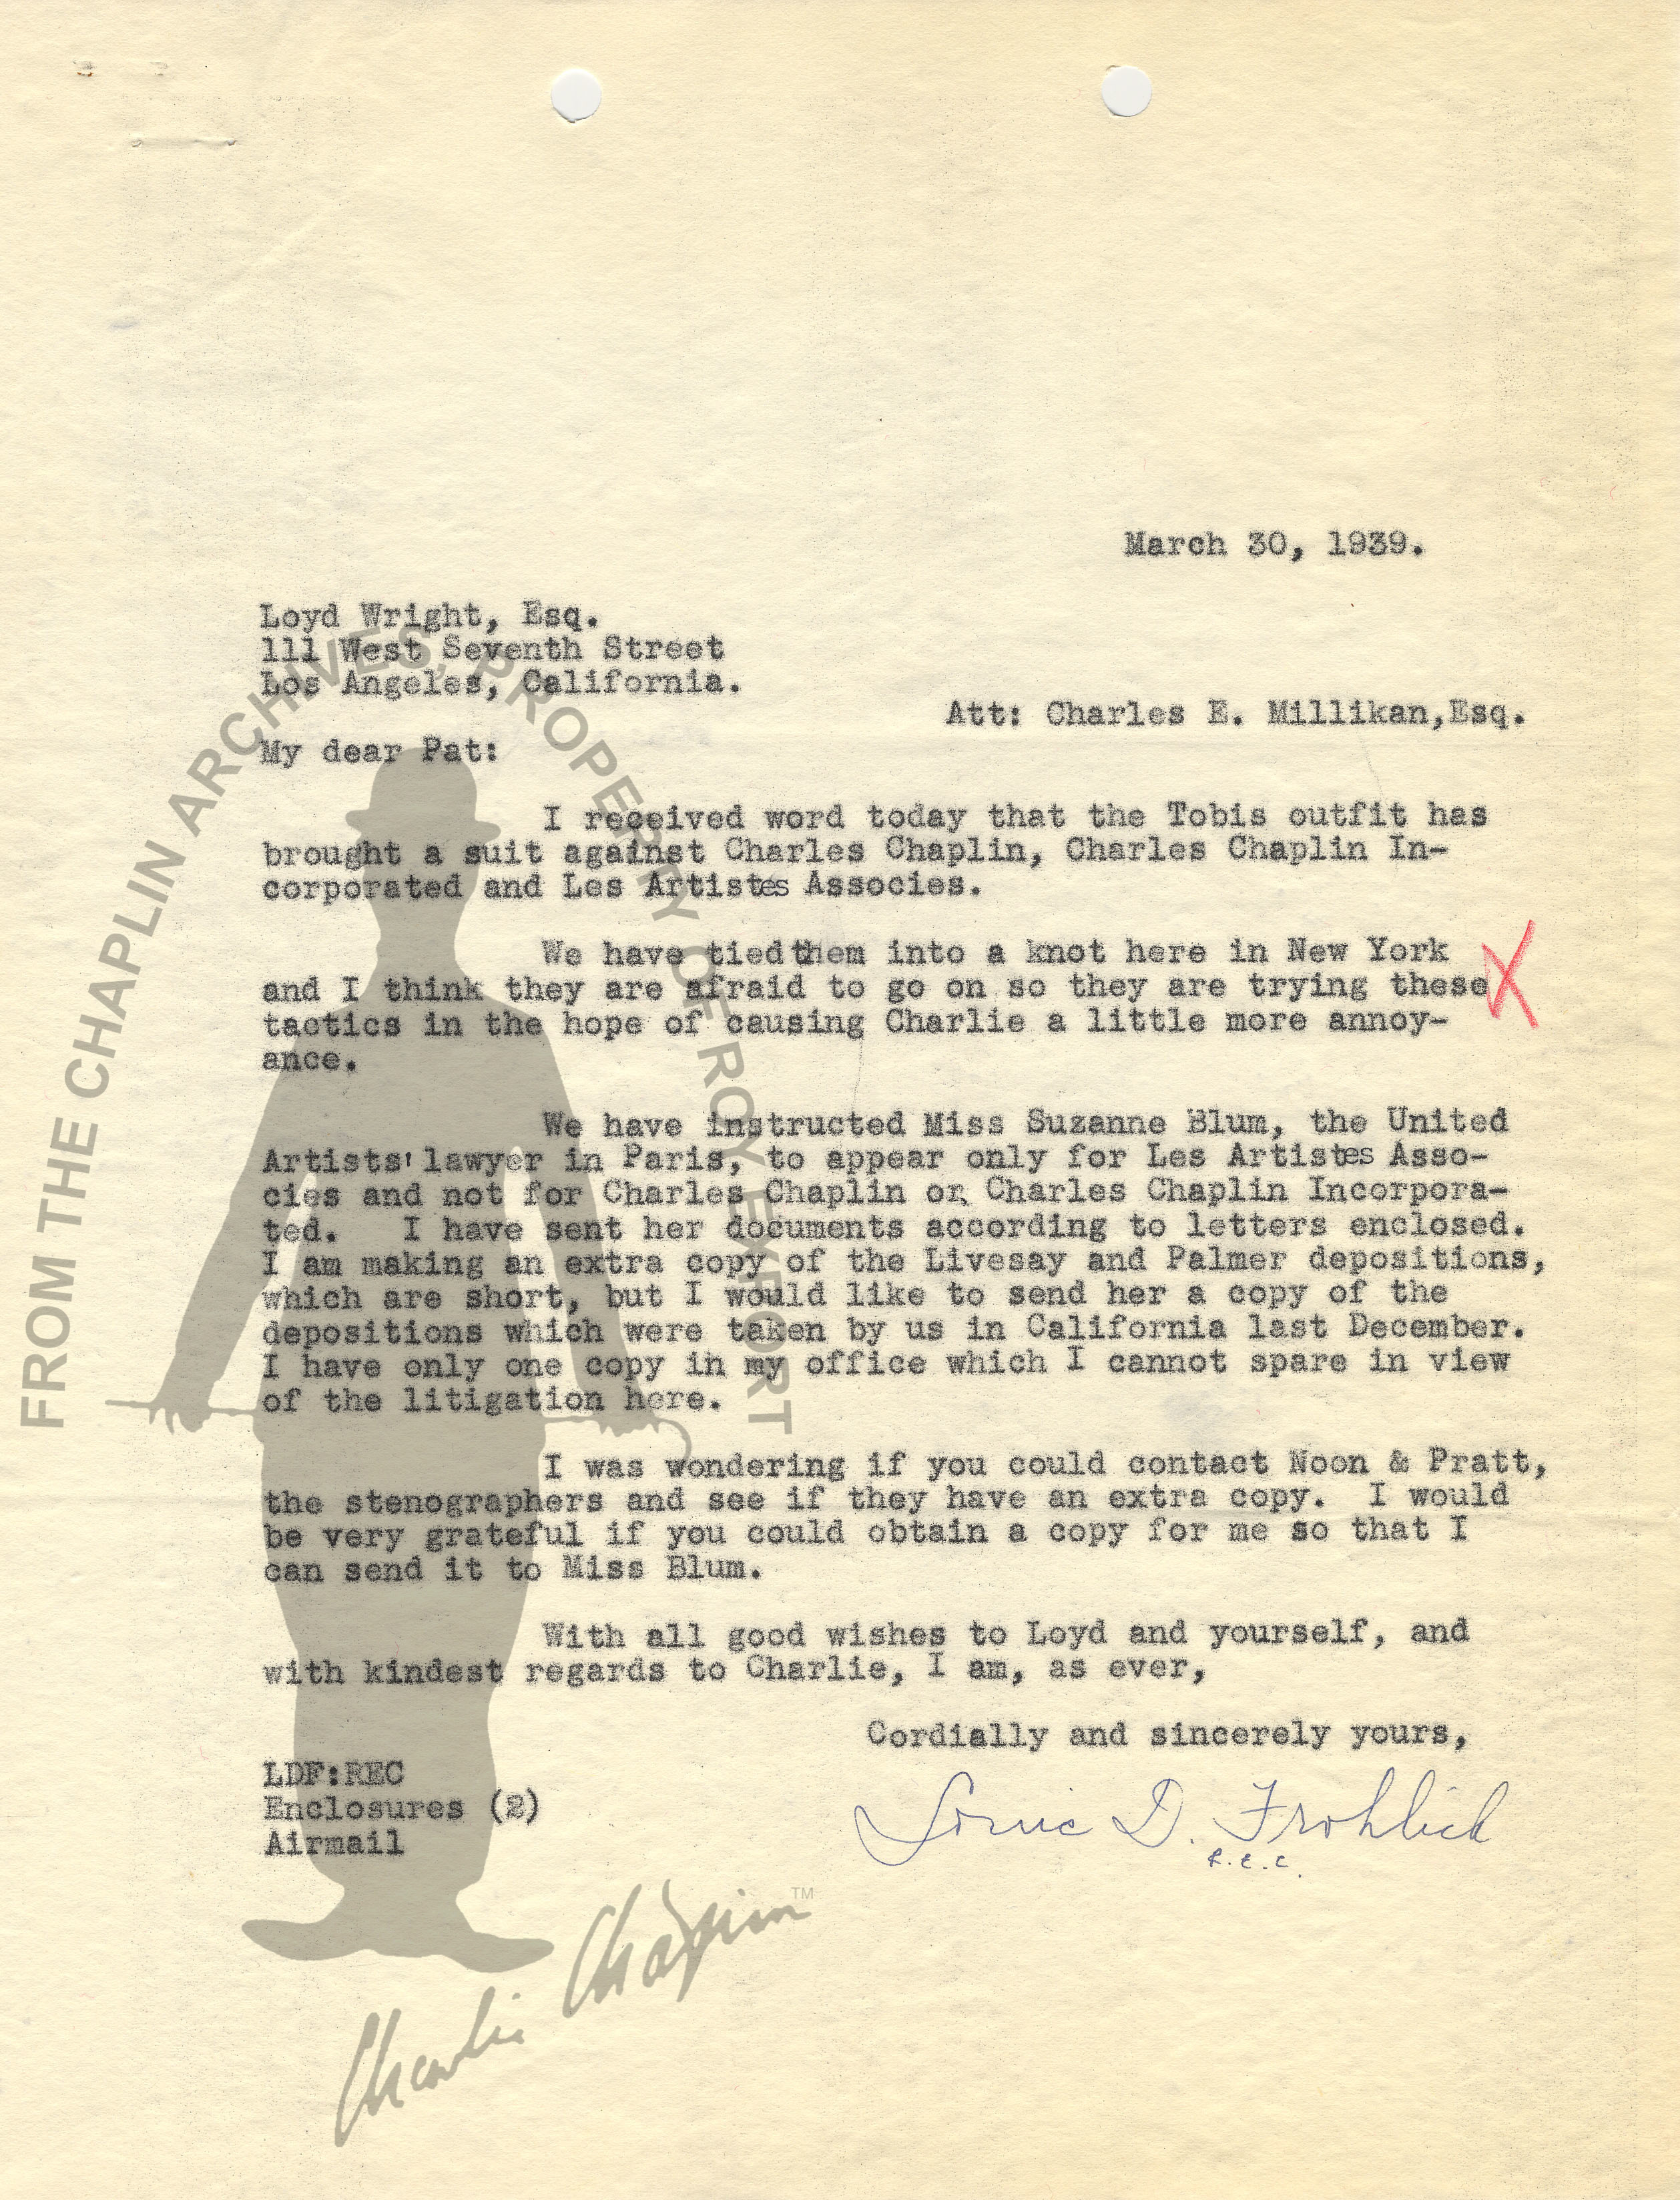 March 30, 1939.
Loyd Wright, Esq.
111 West Seventh Street
Los Angeles, California.
Att: Charles E. Millikan,Esq.
My dear Pat:
I received word today that the Tobis outfit has
brought a suit against Charles Chaplin, Charles Chaplin In-
corporated and Les Artistes Associes.
We have tied them into a knot here in New York
and I think they are afraid to go on so they are trying these
tactics in the hope of causing Charlie a little more annoy-
ance.
We have instructed Miss Suzanne Blum, the United
Artists' lawyer in Paris, to appear only for Les Artistes Asso-
cies and not for Charles Chaplin or Charles Chaplin Incorpora-
ted. I have sent her documents according to letters enclosed.
I am making an extra copy of the Livesay and Palmer depositions,
which are short, but I would like to send her a copy of the
depositions which were taken by us in California last December.
I have only one copy in my office which I cannot spare in view
of the litigation here.
I was wondering if you could contact Noon & Pratt,
the stenographers and see if they have an extra copy. I would
be very grateful if you could obtain a copy for me so that I
can send it to Miss Blum.
With all good wishes to Loyd and yourself, and
with kindest regards to Charlie, I am, as ever,
Cordially and sincerely yours,
LDF:REC
Enclosures (2)
Airmail
Louis D. Frohlich
R.E.C.
FROM THE CHAPLIN ARCHIVES, PROPERTY OF ROY EXPORT
Charlie Chaplin™